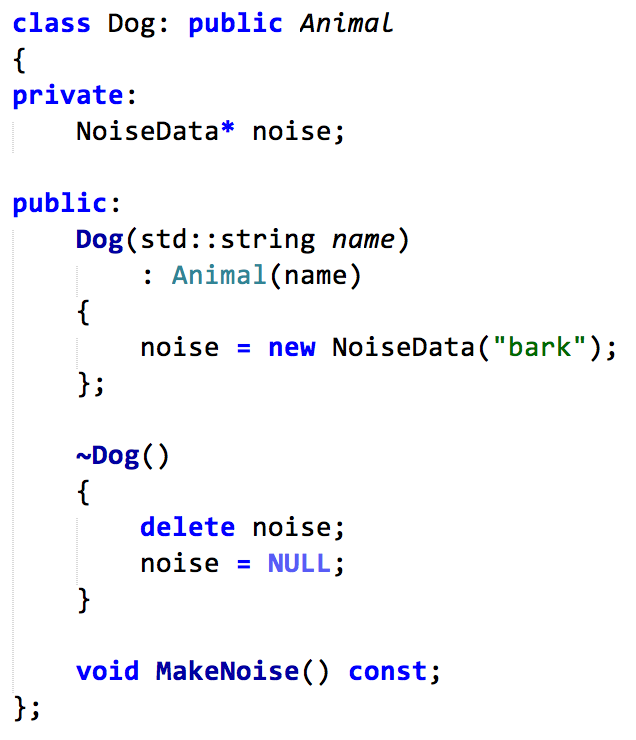 class Dog: public Animal
{
private:
    NoiseData* noise;

public:
    Dog(std::string name)
        : Animal(name)
    {
        noise = new NoiseData("bark");
    };

    ~Dog()
    {
        delete noise;
        noise = NULL;
    }

    void MakeNoise() const;
};